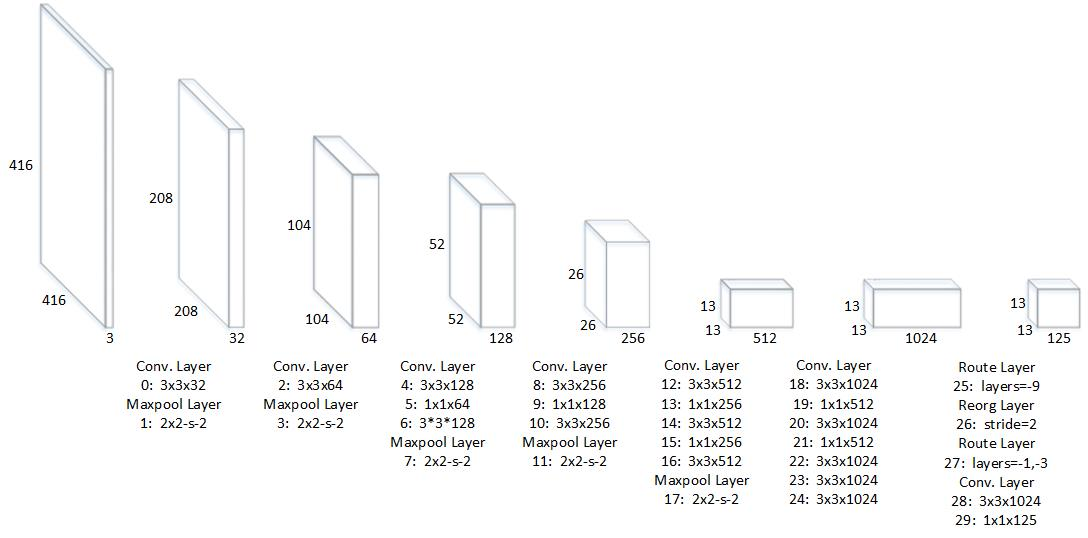 416
416
3
208
208
32
104
104
64
52
52
128
26
26
256
13
13
512
13
13
1024
13
13
125
Conv. Layer
0: 3x3x32
Maxpool Layer
1: 2x2-s-2
Conv. Layer
2: 3x3x64
Maxpool Layer
3: 2x2-s-2
Conv. Layer
4: 3x3x128
5: 1x1x64
6: 3*3*128
Maxpool Layer
7: 2x2-s-2
Conv. Layer
8: 3x3x256
9: 1x1x128
10: 3x3x256
Maxpool Layer
11: 2x2-s-2
Conv. Layer
12: 3x3x512
13: 1x1x256
14: 3x3x512
15: 1x1x256
16: 3x3x512
Maxpool Layer
17: 2x2-s-2
Conv. Layer
18: 3x3x1024
19: 1x1x512
20: 3x3x1024
21: 1x1x512
22: 3x3x1024
23: 3x3x1024
24: 3x3x1024
Route Layer
25: layers=-9
Reorg Layer
26: stride=2
Route Layer
27: layers=-1,-3
Conv. Layer
28: 3x3x1024
29: 1x1x125